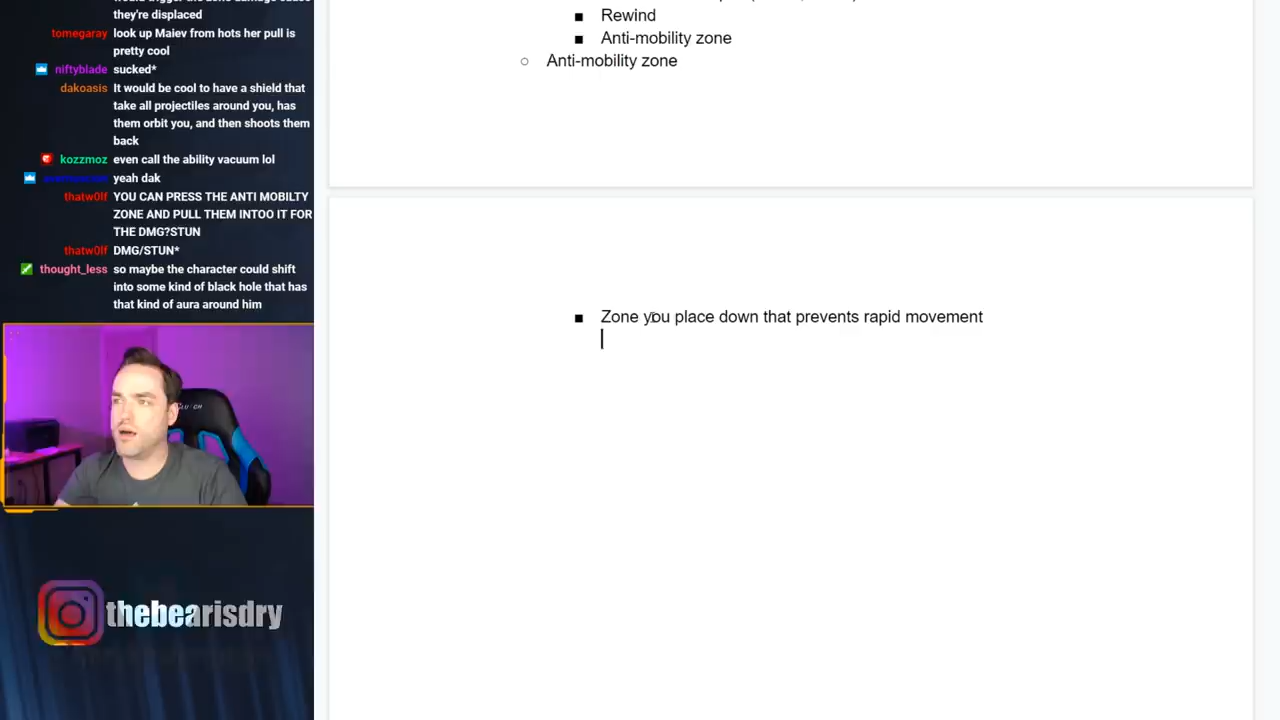 they're displaced
tomegaray look up Maiev from hots her pull is
pretty cool
niftyblade sucked*
dakoasis It would be cool to have a shield that
take all projectiles around you, has
them orbit you, and then shoots them
back
kozzmoz even call the ability vacuum lol
yeah dak
thatw0lf YOU CAN PRESS THE ANTI MOBILTY
ZONE AND PULL THEM INTOO IT FOR
THE DMG?STUN
thatw0lf DMG/STUN*
thought_less so maybe the character could shift
into some kind of black hole that has
that kind of aura around him
thebearisdry
■ Rewind
■ Anti-mobility zone
○ Anti-mobility zone
■ Zone you place down that prevents rapid movement